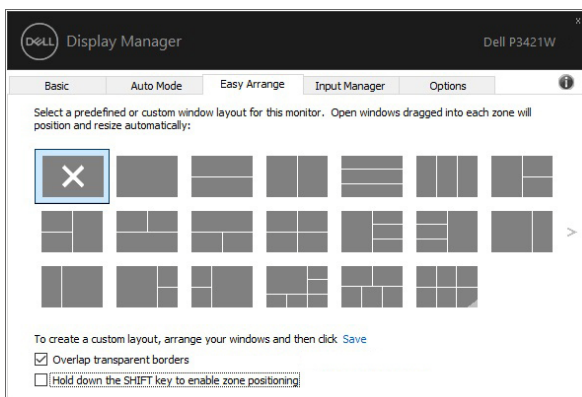 x
DELL Display Manager Dell P3421W
Basic Auto Mode Easy Arrange Input Manager Options i
Select a predefined or custom window layout for this monitor. Open windows dragged into each zone will
position and resize automatically:
>
To create a custom layout, arrange your windows and then click Save
Overlap transparent borders
Hold down the SHIFT key to enable zone positioning